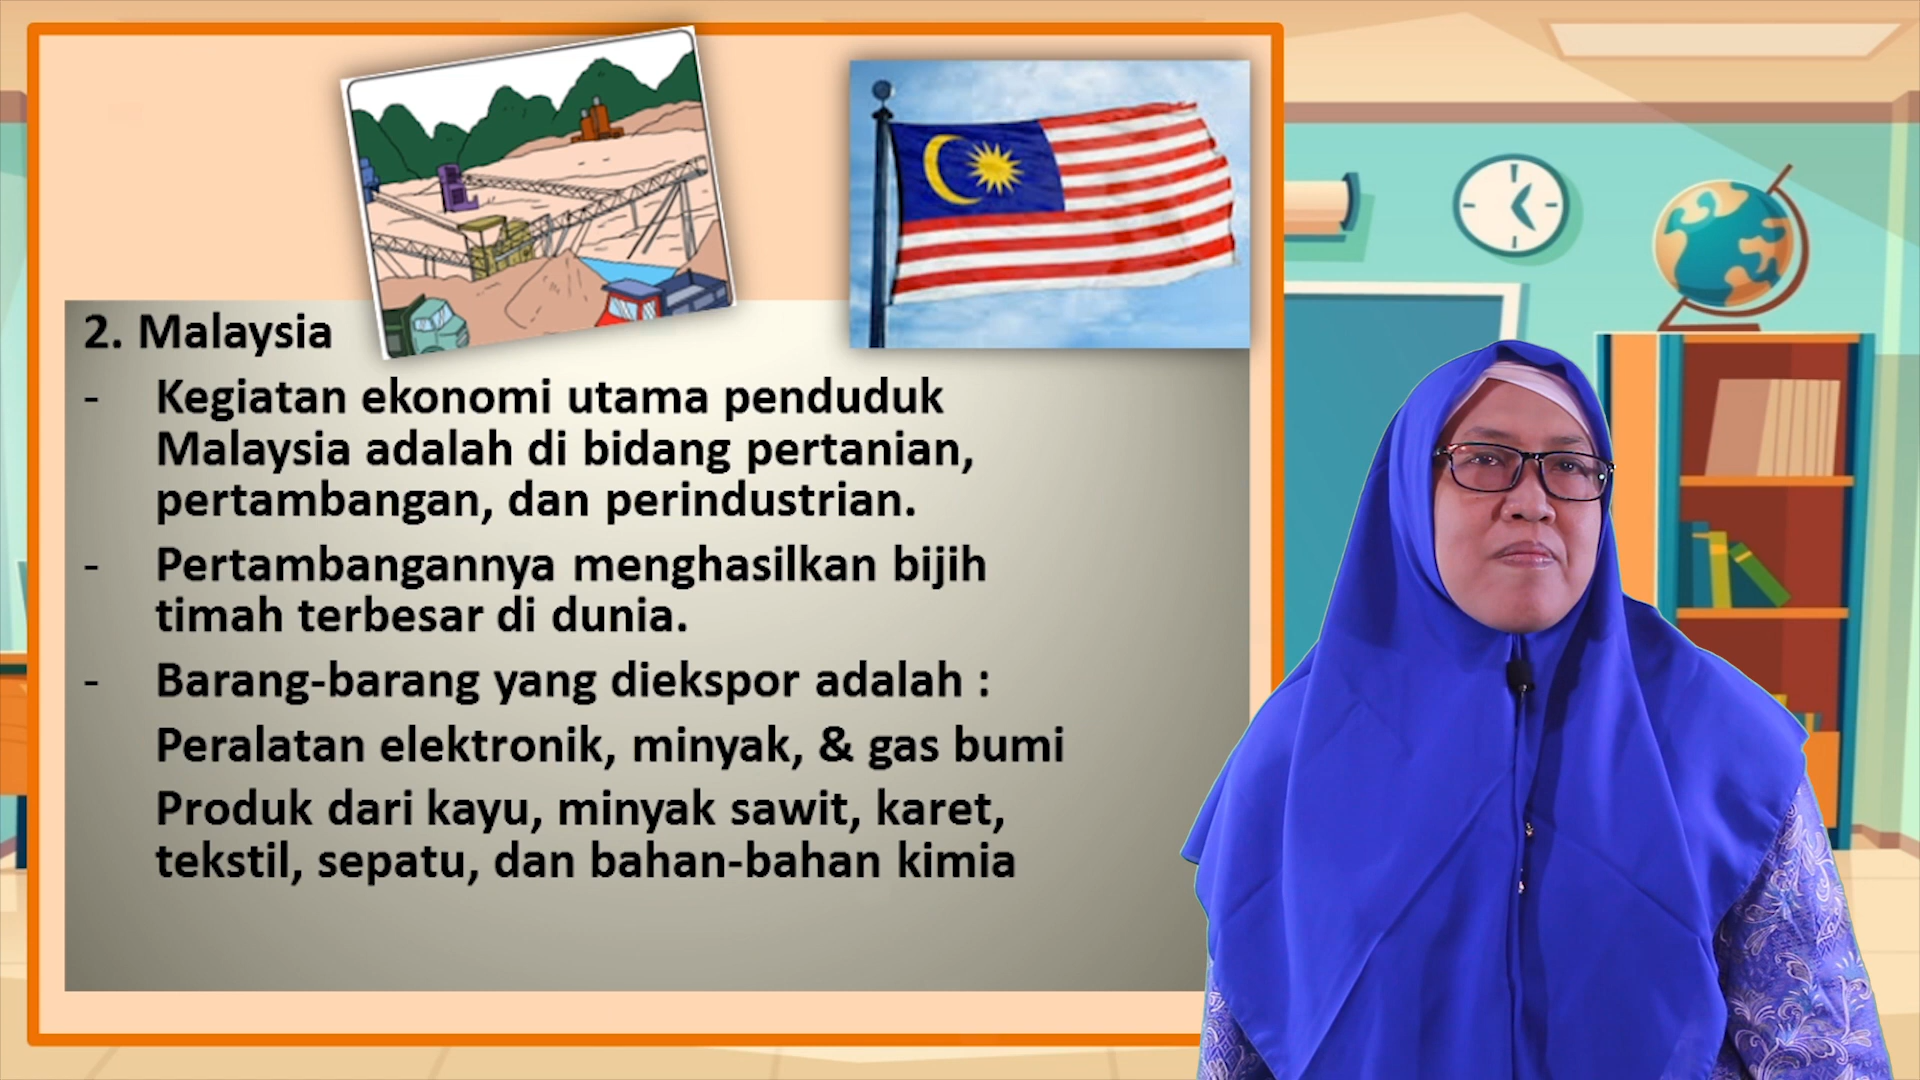 2. Malaysia
- Kegiatan ekonomi utama penduduk
Malaysia adalah di bidang pertanian,
pertambangan, dan perindustrian.
- Pertambangannya menghasilkan bijih
timah terbesar di dunia.
- Barang-barang yang diekspor adalah :
Peralatan elektronik, minyak, & gas bumi
Produk dari kayu, minyak sawit, karet,
tekstil, sepatu, dan bahan-bahan kimia